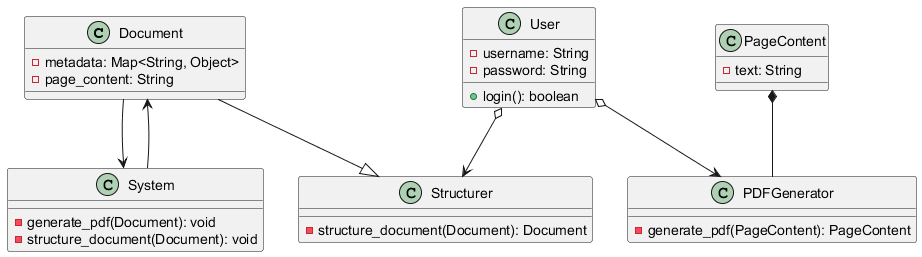 C Document
metadata: Map<String, Object>
page_content: String
C User
username: String
password: String
login(): boolean
C PageContent
text: String
C System
generate_pdf(Document): void
structure_document(Document): void
C Structurer
structure_document(Document): Document
C PDFGenerator
generate_pdf(PageContent): PageContent